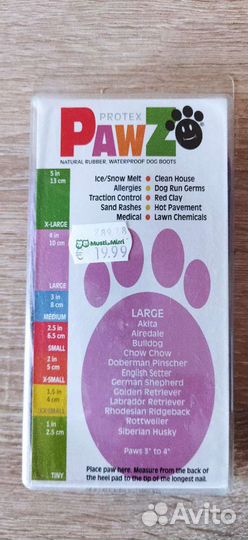 PROTEX
PAWZ
NATURAL RUBBER, WATERPROOF DOG BOOTS
Ice/Snow Melt • Clean House
Allergies • Dog Run Germs
Traction Control • Red Clay
Sand Rashes • Hot Pavement
Medical • Lawn Chemicals
5 in
13 cm
X-LARGE
4 in
10 cm
LARGE
3 in
8 cm
MEDIUM
2.5 in
6.5 cm
SMALL
2 in
5 cm
X-SMALL
1.5 in
4 cm
XX-SMALL
1 in
2.5 cm
TINY
Musti ja Mirri
€ 19.99
LARGE
Akita
Airedale
Bulldog
Chow Chow
Doberman Pinscher
English Setter
German Shepherd
Golden Retriever
Labrador Retriever
Rhodesian Ridgeback
Rottweiler
Siberian Husky
Paws 3" to 4"
Place paw here. Measure from the back of
the heel pad to the tip of the longest nail.
Avito